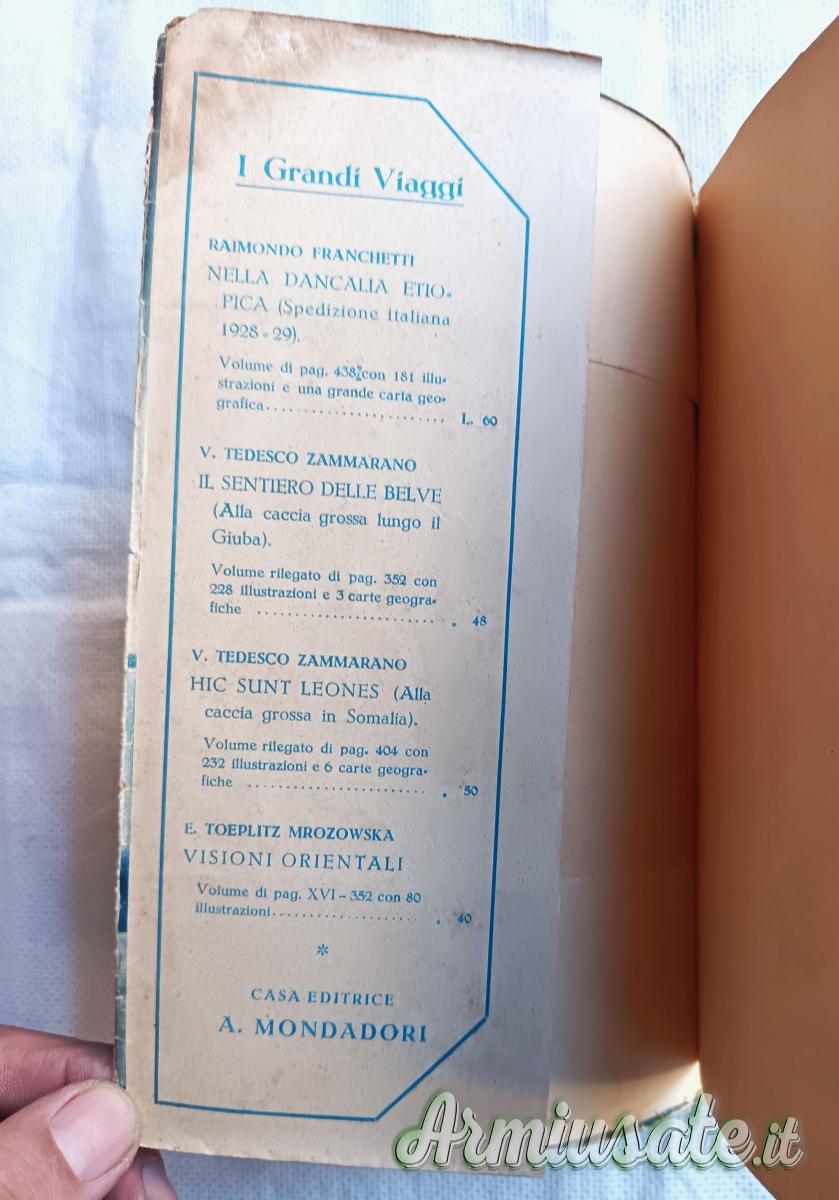 I Grandi Viaggi
RAIMONDO FRANCHETTI
NELLA DANCALIA ETIO-
PICA (Spedizione italiana
1928 - 29).
Volume di pag. 438 con 181 illu-
strazioni e una grande carta geo-
grafica........................ L. 60
V. TEDESCO ZAMMARANO
IL SENTIERO DELLE BELVE
(Alla caccia grossa lungo il
Giuba).
Volume rilegato di pag. 352 con
228 illustrazioni e 3 carte geogra-
fiche ........................ „ 48
V. TEDESCO ZAMMARANO
HIC SUNT LEONES (Alla
caccia grossa in Somalia).
Volume rilegato di pag. 404 con
232 illustrazioni e 6 carte geogra-
fiche ........................ „ 50
E. TOEPLITZ MROZOWSKA
VISIONI ORIENTALI
Volume di pag. XVI - 352 con 80
illustrazioni.................... „ 40
*
CASA EDITRICE
A. MONDADORI
Armiusate.it